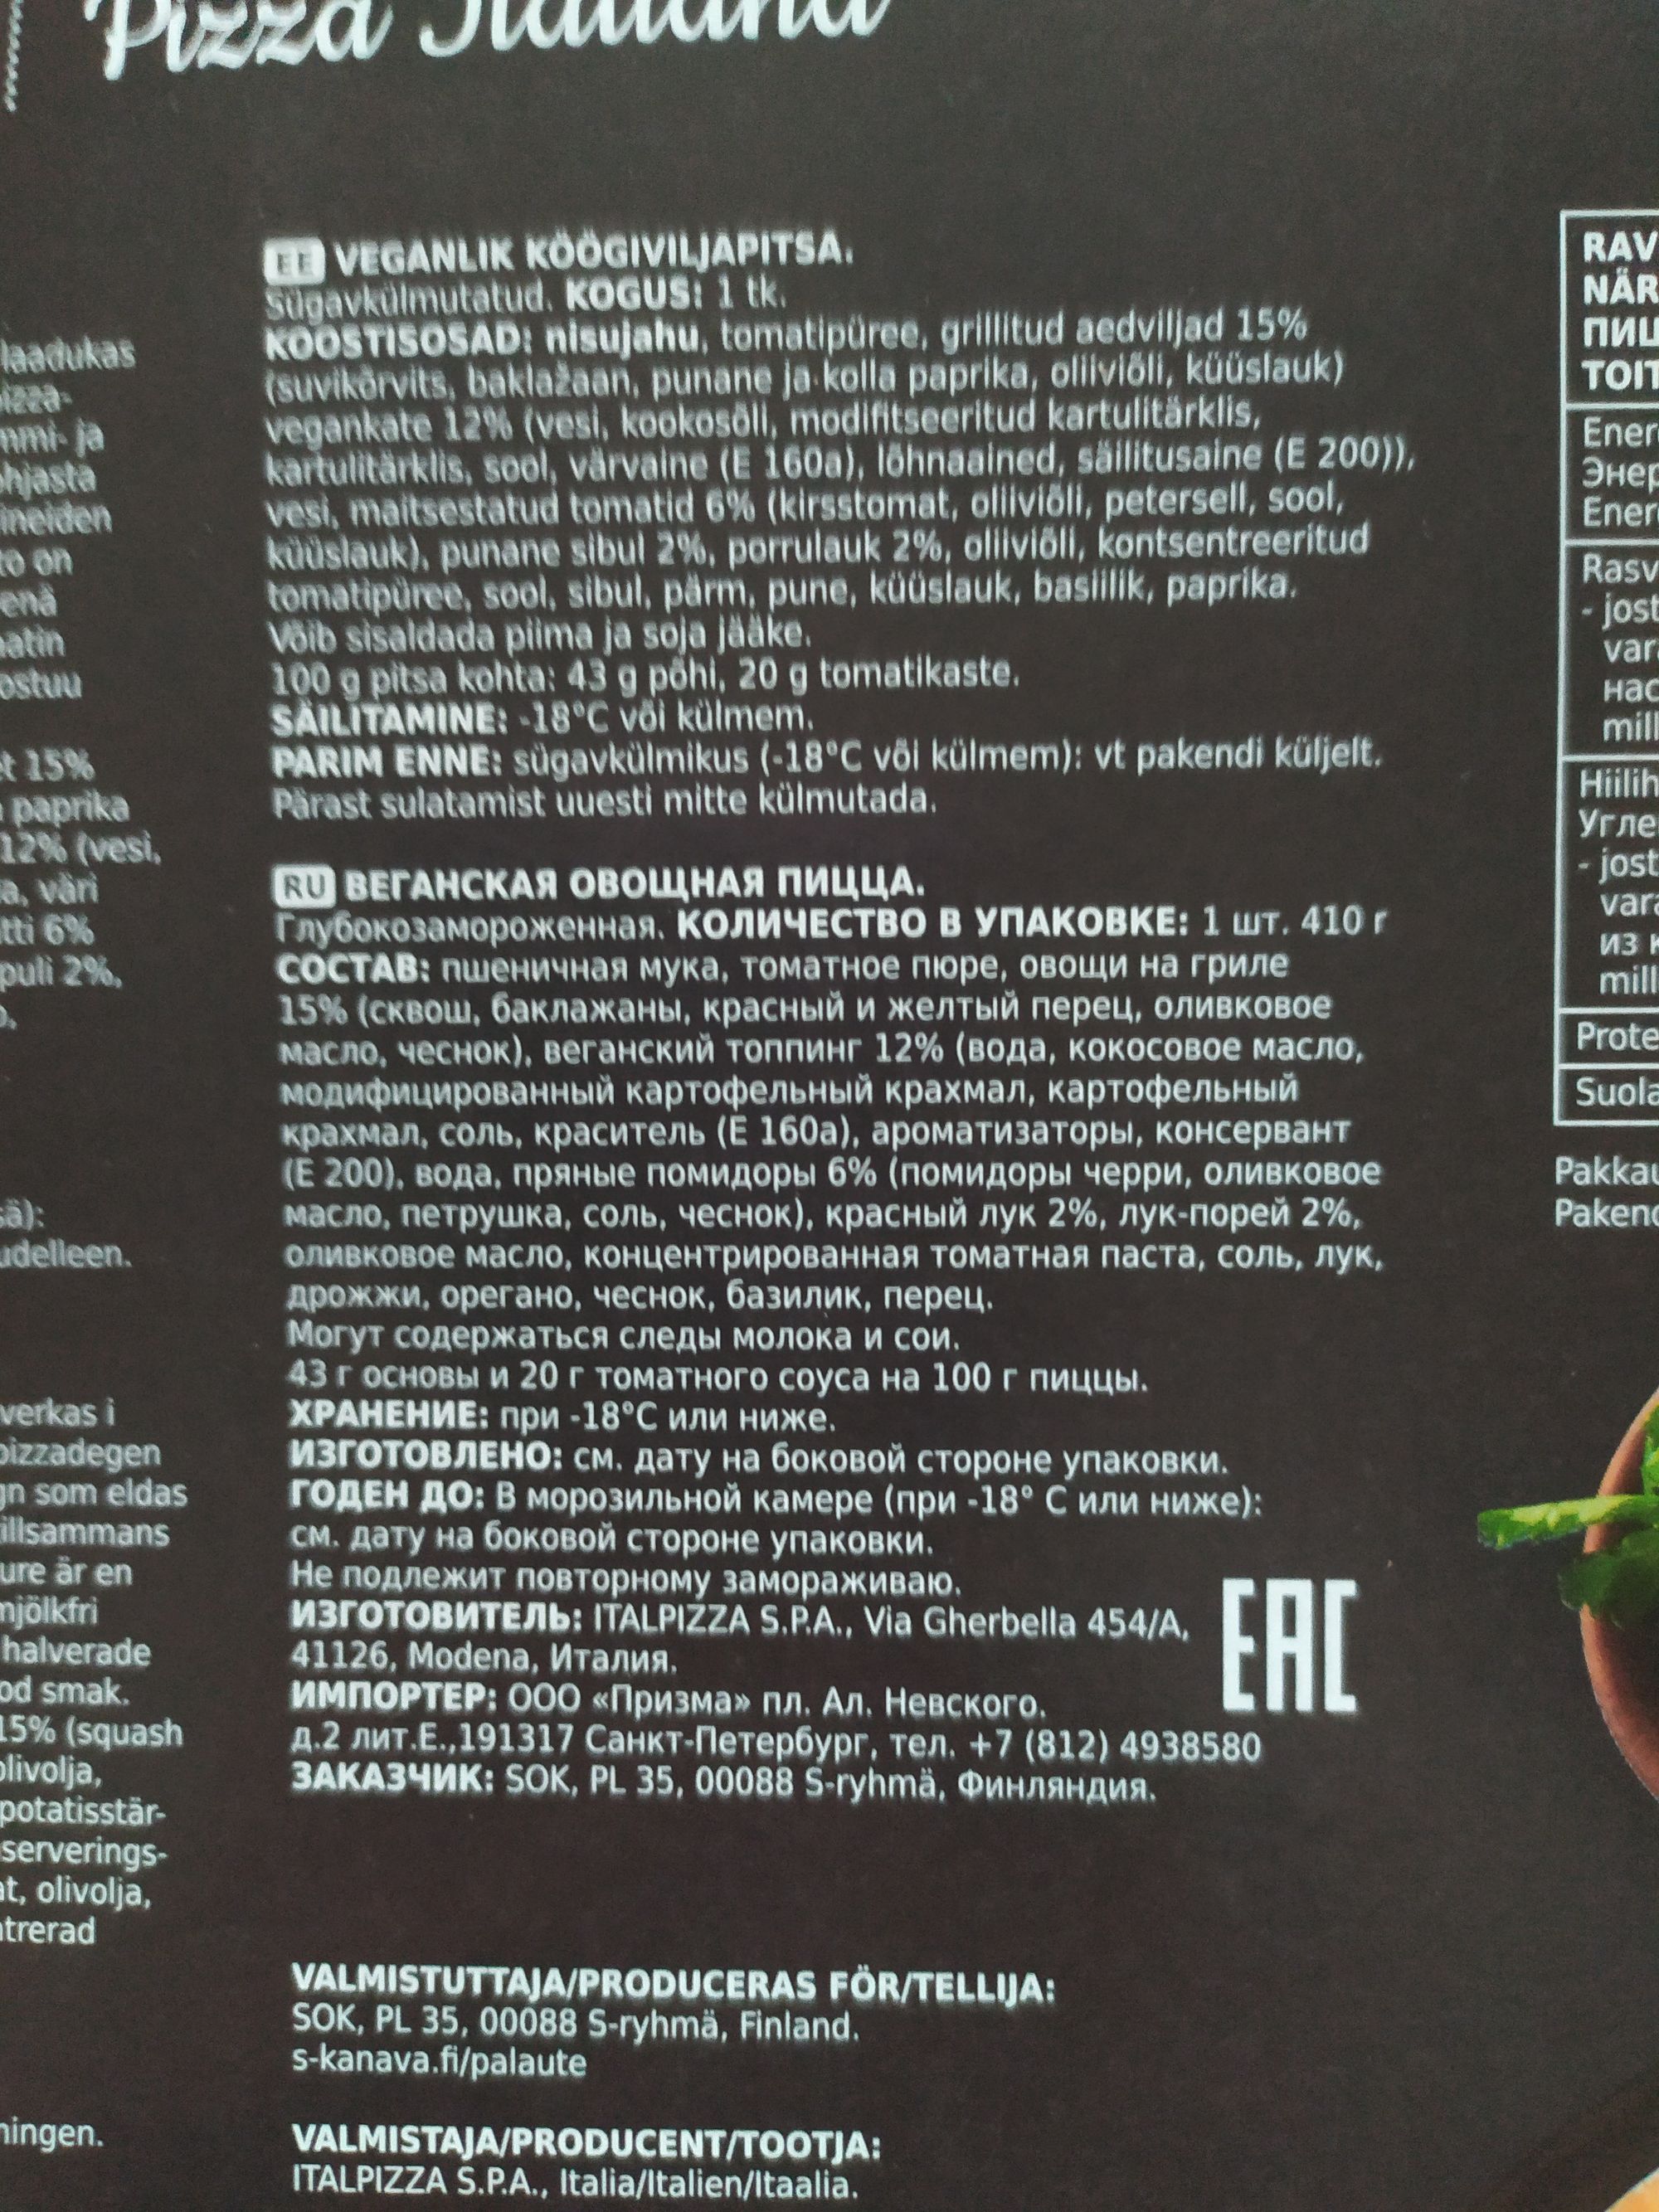 Pizza Italiana
EE VEGANLIK KÖÖGIVILJAPITSA.
Sügavkülmutatud. KOGUS: 1 tk.
KOOSTISOSAD: nisujahu, tomatipüree, grillitud aedviljad 15%
(suvikõrvits, baklažaan, punane ja kolla paprika, oliiviõli, küüslauk)
vegankate 12% (vesi, kookosõli, modifitseeritud kartulitärklis,
kartulitärklis, sool, värvaine (E 160a), lõhnaained, säilitusaine (E 200)),
vesi, maitsestatud tomatid 6% (kirsstomat, oliiviõli, petersell, sool,
küüslauk), punane sibul 2%, porrulauk 2%, oliiviõli, kontsentreeritud
tomatipüree, sool, sibul, pärm, pune, küüslauk, basiilik, paprika.
Võib sisaldada piima ja soja jääke.
100 g pitsa kohta: 43 g põhi, 20 g tomatikaste.
SÄILITAMINE: -18°C või külmem.
PARIM ENNE: sügavkülmikus (-18°C või külmem): vt pakendi küljelt.
Pärast sulatamist uuesti mitte külmutada.
RU ВЕГАНСКАЯ ОВОЩНАЯ ПИЦЦА.
Глубокозамороженная. КОЛИЧЕСТВО В УПАКОВКЕ: 1 шт. 410 г
СОСТАВ: пшеничная мука, томатное пюре, овощи на гриле
15% (сквош, баклажаны, красный и желтый перец, оливковое
масло, чеснок), веганский топпинг 12% (вода, кокосовое масло,
модифицированный картофельный крахмал, картофельный
крахмал, соль, краситель (Е 160a), ароматизаторы, консервант
(Е 200), вода, пряные помидоры 6% (помидоры черри, оливковое
масло, петрушка, соль, чеснок), красный лук 2%, лук-порей 2%,
оливковое масло, концентрированная томатная паста, соль, лук,
дрожжи, орегано, чеснок, базилик, перец.
Могут содержаться следы молока и сои.
43 г основы и 20 г томатного соуса на 100 г пиццы.
ХРАНЕНИЕ: при -18°C или ниже.
ИЗГОТОВЛЕНО: см. дату на боковой стороне упаковки.
ГОДЕН ДО: В морозильной камере (при -18° C или ниже):
см. дату на боковой стороне упаковки.
Не подлежит повторному замораживаю.
ИЗГОТОВИТЕЛЬ: ITALPIZZA S.P.A., Via Gherbella 454/A,
41126, Modena, Италия.
ИМПОРТЕР: ООО «Призма» пл. Ал. Невского.
д.2 лит.Е.,191317 Санкт-Петербург, тел. +7 (812) 4938580
ЗАКАЗЧИК: SOK, PL 35, 00088 S-ryhmä, Финляндия.
EAC
VALMISTUTTAJA/PRODUCERAS FÖR/TELLIJA:
SOK, PL 35, 00088 S-ryhmä, Finland.
s-kanava.fi/palaute
VALMISTAJA/PRODUCENT/TOOTJA:
ITALPIZZA S.P.A., Italia/Italien/Itaalia.